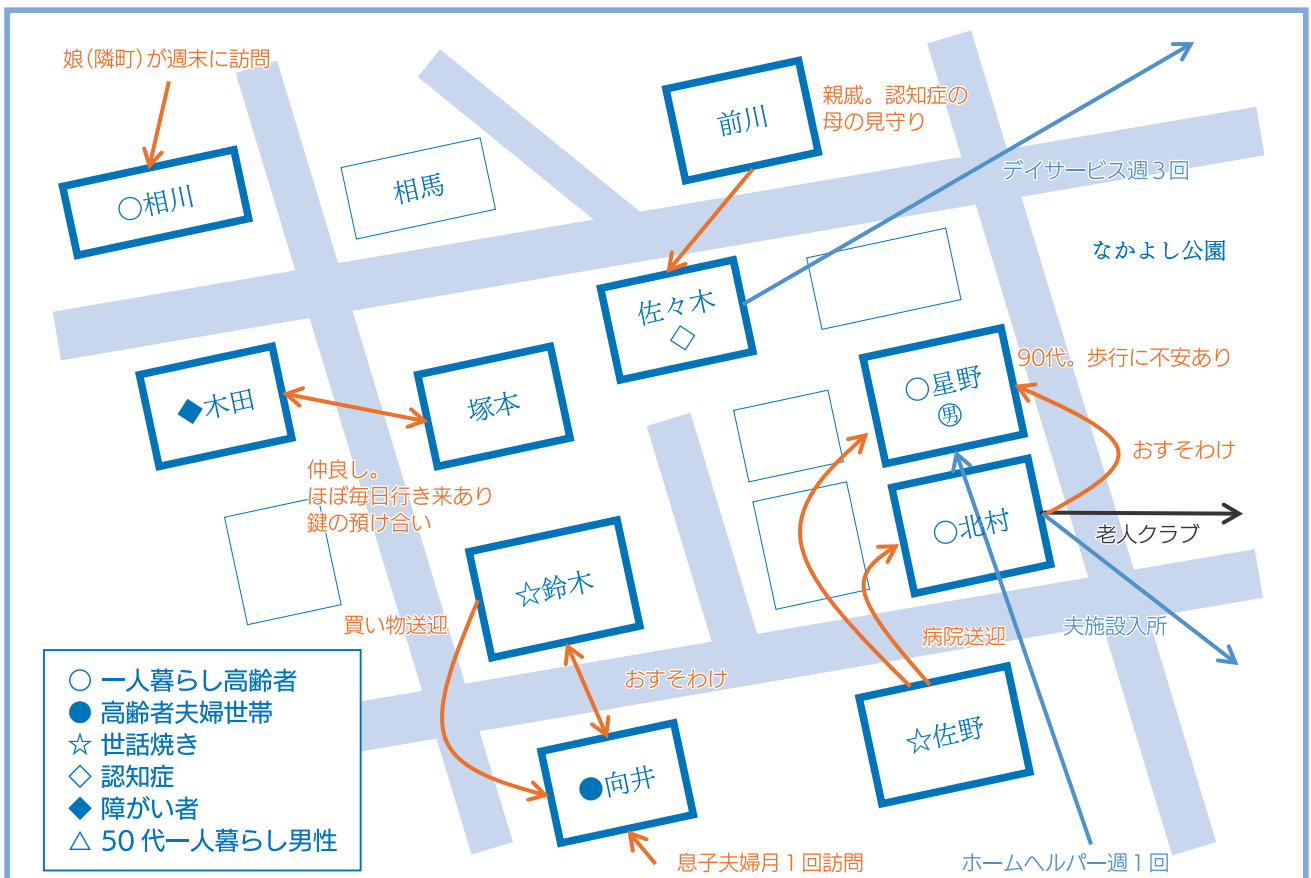 娘（隣町）が週末に訪問
親戚。認知症の
母の見守り
前川
デイサービス週３回
○相川
相馬
なかよし公園
佐々木
◇
90代。歩行に不安あり
○星野
男
◆木田
塚本
おすそわけ
仲良し。
ほぼ毎日行き来あり
鍵の預け合い
○北村
老人クラブ
☆鈴木
買い物送迎
病院送迎
夫施設入所
おすそわけ
☆佐野
●向井
息子夫婦月１回訪問
ホームヘルパー週１回
○ 一人暮らし高齢者
● 高齢者夫婦世帯
☆ 世話焼き
◇ 認知症
◆ 障がい者
△ 50代一人暮らし男性